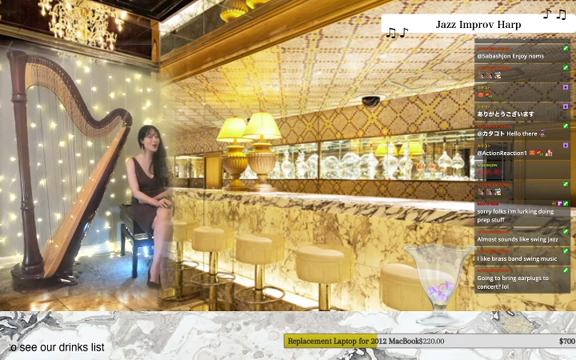 Jazz Improv Harp
@Sabashjon Enjoy noms
ありがとうございます
@カタコト Hello there
@ActionReaction1
sorry folks i'm lurking doing
prep stuff
Almost sounds like swing jazz
I like brass band swing music
Going to bring earplugs to
concert? lol
o see our drinks list
Replacement Laptop for 2012 MacBook $220.00
$700